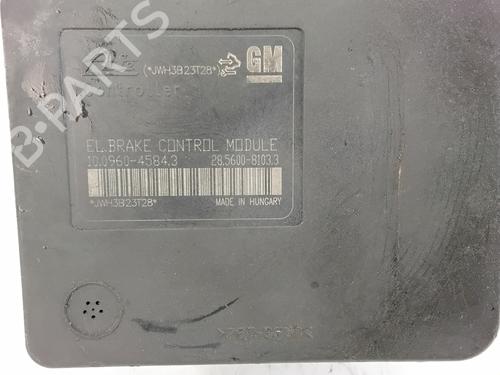 (*JWH3B23T28*) GM
Controller
EL.BRAKE CONTROL MODULE
10.0960-4584.3 28.5600-8103.3
*JWH3B23T28* MADE IN HUNGARY
B-PARTS